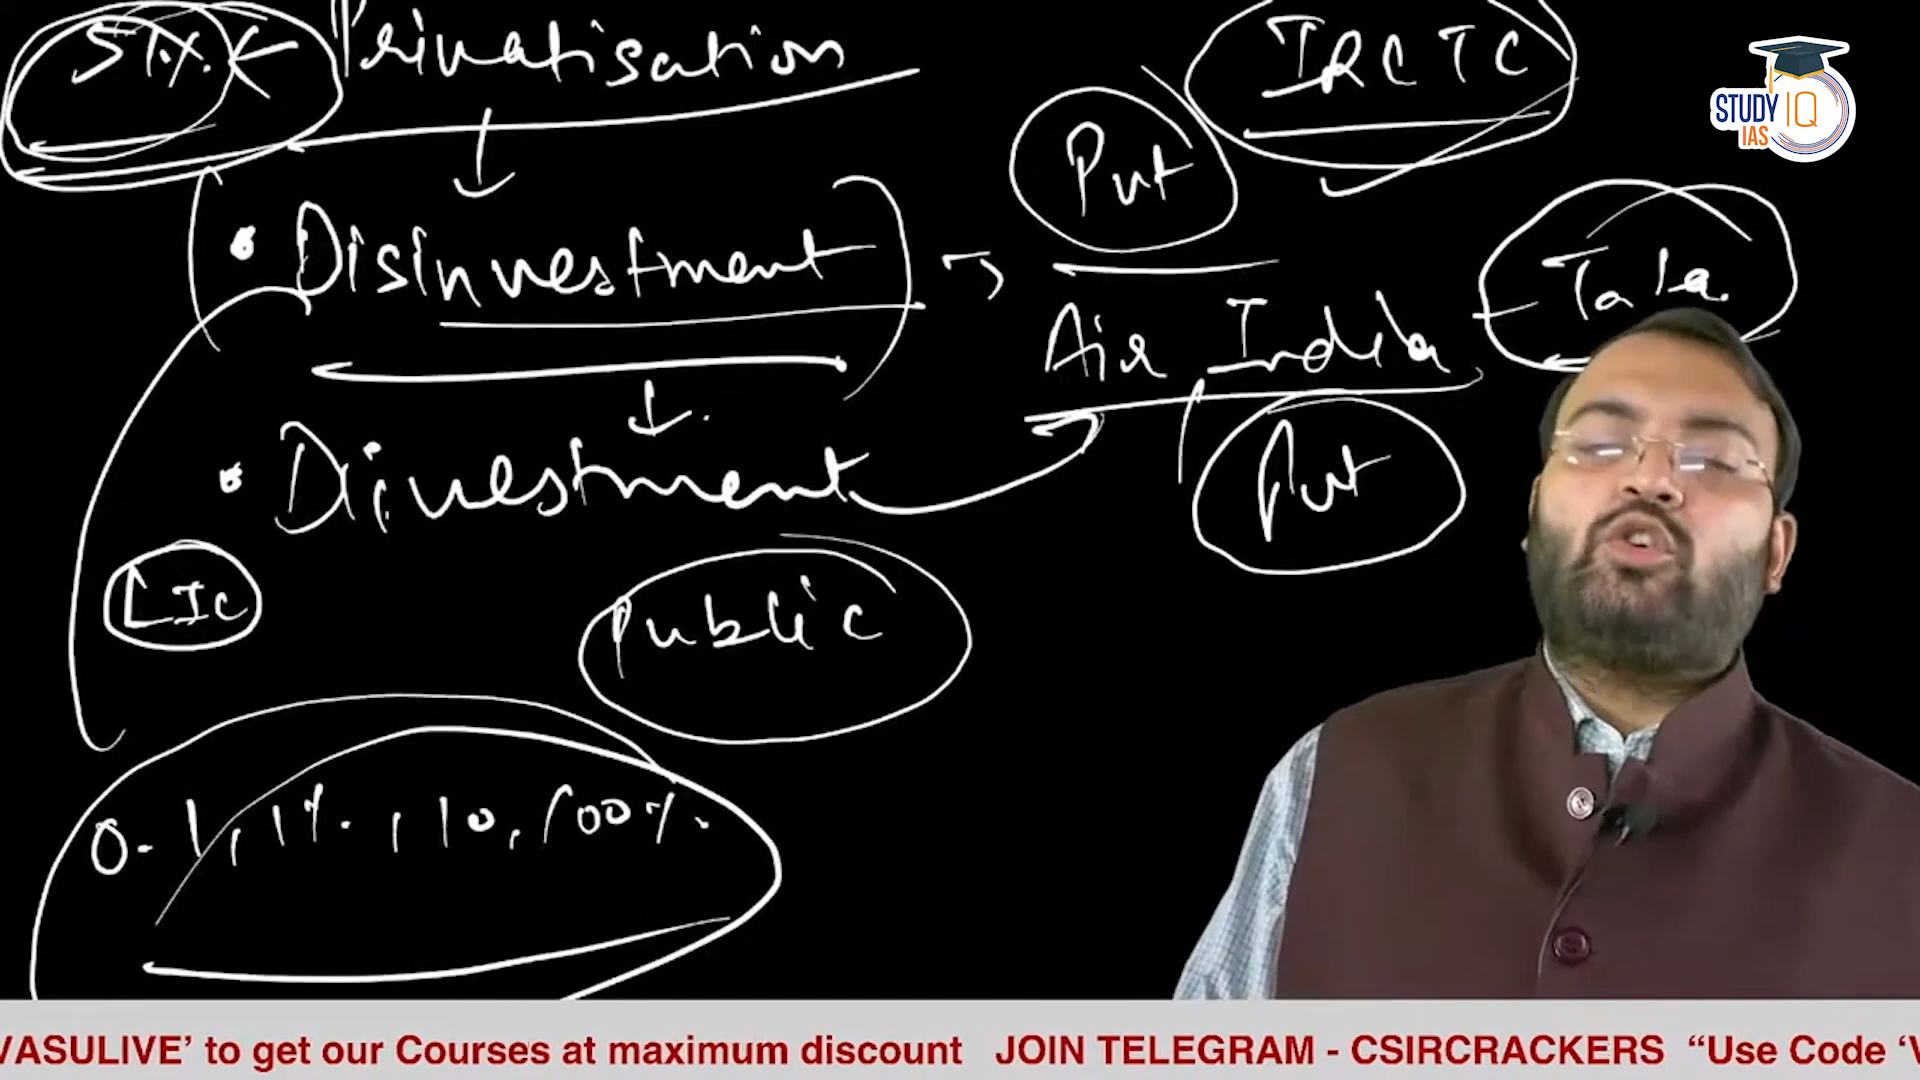 51% ← Privatisation
IRCTC
Put
• Disinvestment
Tata
Air India
• Divestment
Put
LIC
Public
0.1, 1%, 10, 100%.
STUDY IQ
IAS
VASULIVE’ to get our Courses at maximum discount JOIN TELEGRAM - CSIRCRACKERS “Use Code ‘V